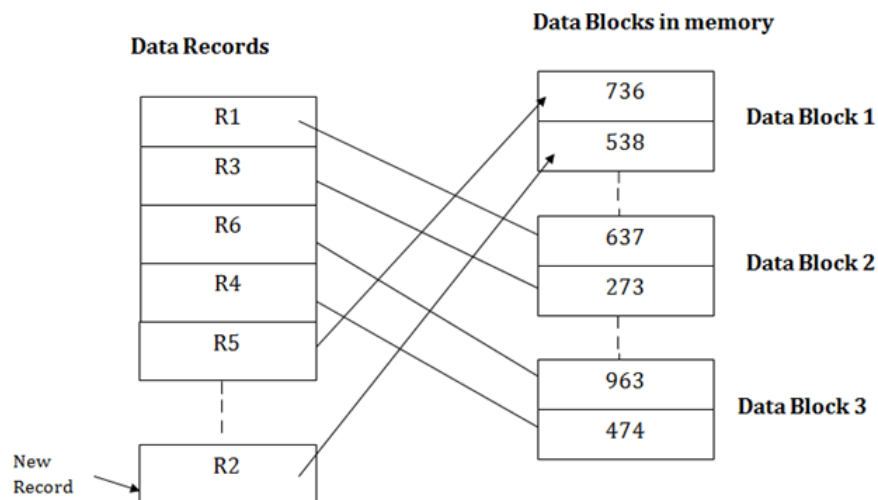 Data Records
R1
R3
R6
R4
R5
R2
New
Record
Data Blocks in memory
736
538
Data Block 1
637
273
Data Block 2
963
474
Data Block 3